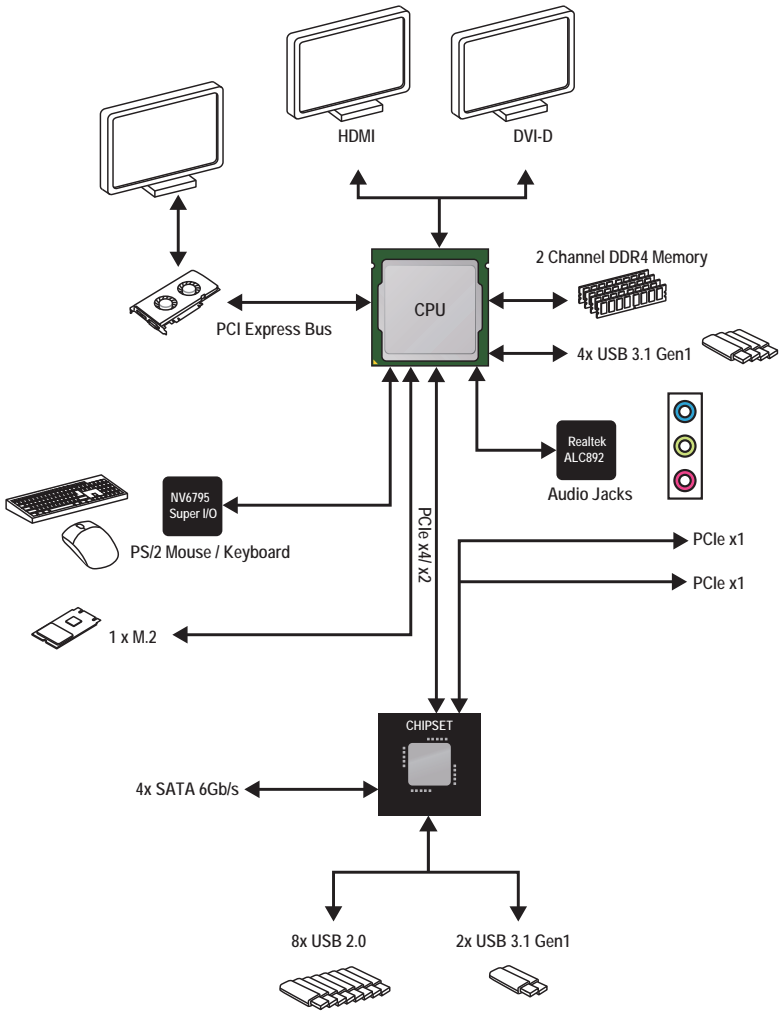 HDMI
DVI-D
2 Channel DDR4 Memory
CPU
PCI Express Bus
4x USB 3.1 Gen1
Realtek
ALC892
Audio Jacks
NV6795
Super I/O
PS/2 Mouse / Keyboard
PCIe x4/ x2
PCIe x1
PCIe x1
1 x M.2
CHIPSET
4x SATA 6Gb/s
8x USB 2.0
2x USB 3.1 Gen1